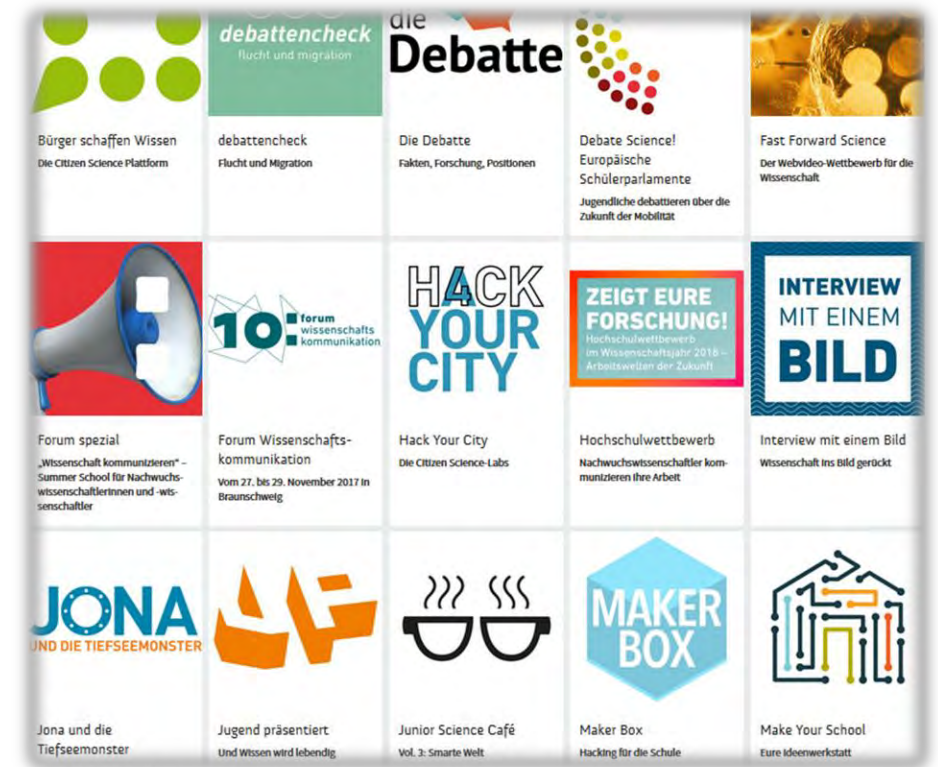 debattencheck
flucht und migration
die
Debatte
Bürger schaffen Wissen
Die Citizen Science Plattform
debattencheck
Flucht und Migration
Die Debatte
Fakten, Forschung, Positionen
Debate Science!
Europäische
Schülerparlamente
Jugendliche debattieren über die
Zukunft der Mobilität
Fast Forward Science
Der Webvideo-Wettbewerb für die
Wissenschaft
10:
forum
wissenschafts
kommunikation
H4CK
YOUR
CITY
ZEIGT EURE
FORSCHUNG!
Hochschulwettbewerb
im Wissenschaftsjahr 2018 –
Arbeitswelten der Zukunft
INTERVIEW
MIT EINEM
BILD
Forum spezial
„Wissenschaft kommunizieren“ –
Summer School für Nachwuchs-
wissenschaftlerinnen und -wis-
senschaftler
Forum Wissenschafts-
kommunikation
Vom 27. bis 29. November 2017 in
Braunschweig
Hack Your City
Die Citizen Science-Labs
Hochschulwettbewerb
Nachwuchswissenschaftler kom-
munizieren ihre Arbeit
Interview mit einem Bild
Wissenschaft ins Bild gerückt
JONA
UND DIE TIEFSEEMONSTER
JP
MAKER
BOX
Jona und die
Tiefseemonster
Jugend präsentiert
Und Wissen wird lebendig
Junior Science Café
Vol. 3: Smarte Welt
Maker Box
Hacking für die Schule
Make Your School
Eure Ideenwerkstatt